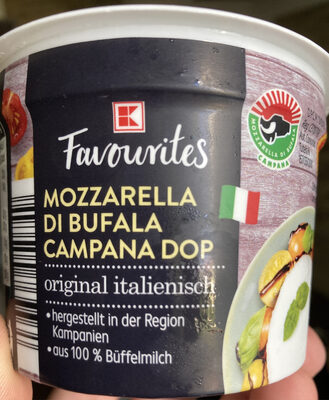 K
Favourites
MOZZARELLA
DI BUFALA
CAMPANA DOP
original italienisch
• hergestellt in der Region
Kampanien
• aus 100 % Büffelmilch
MOZZARELLA DI BUFALA
CAMPANA